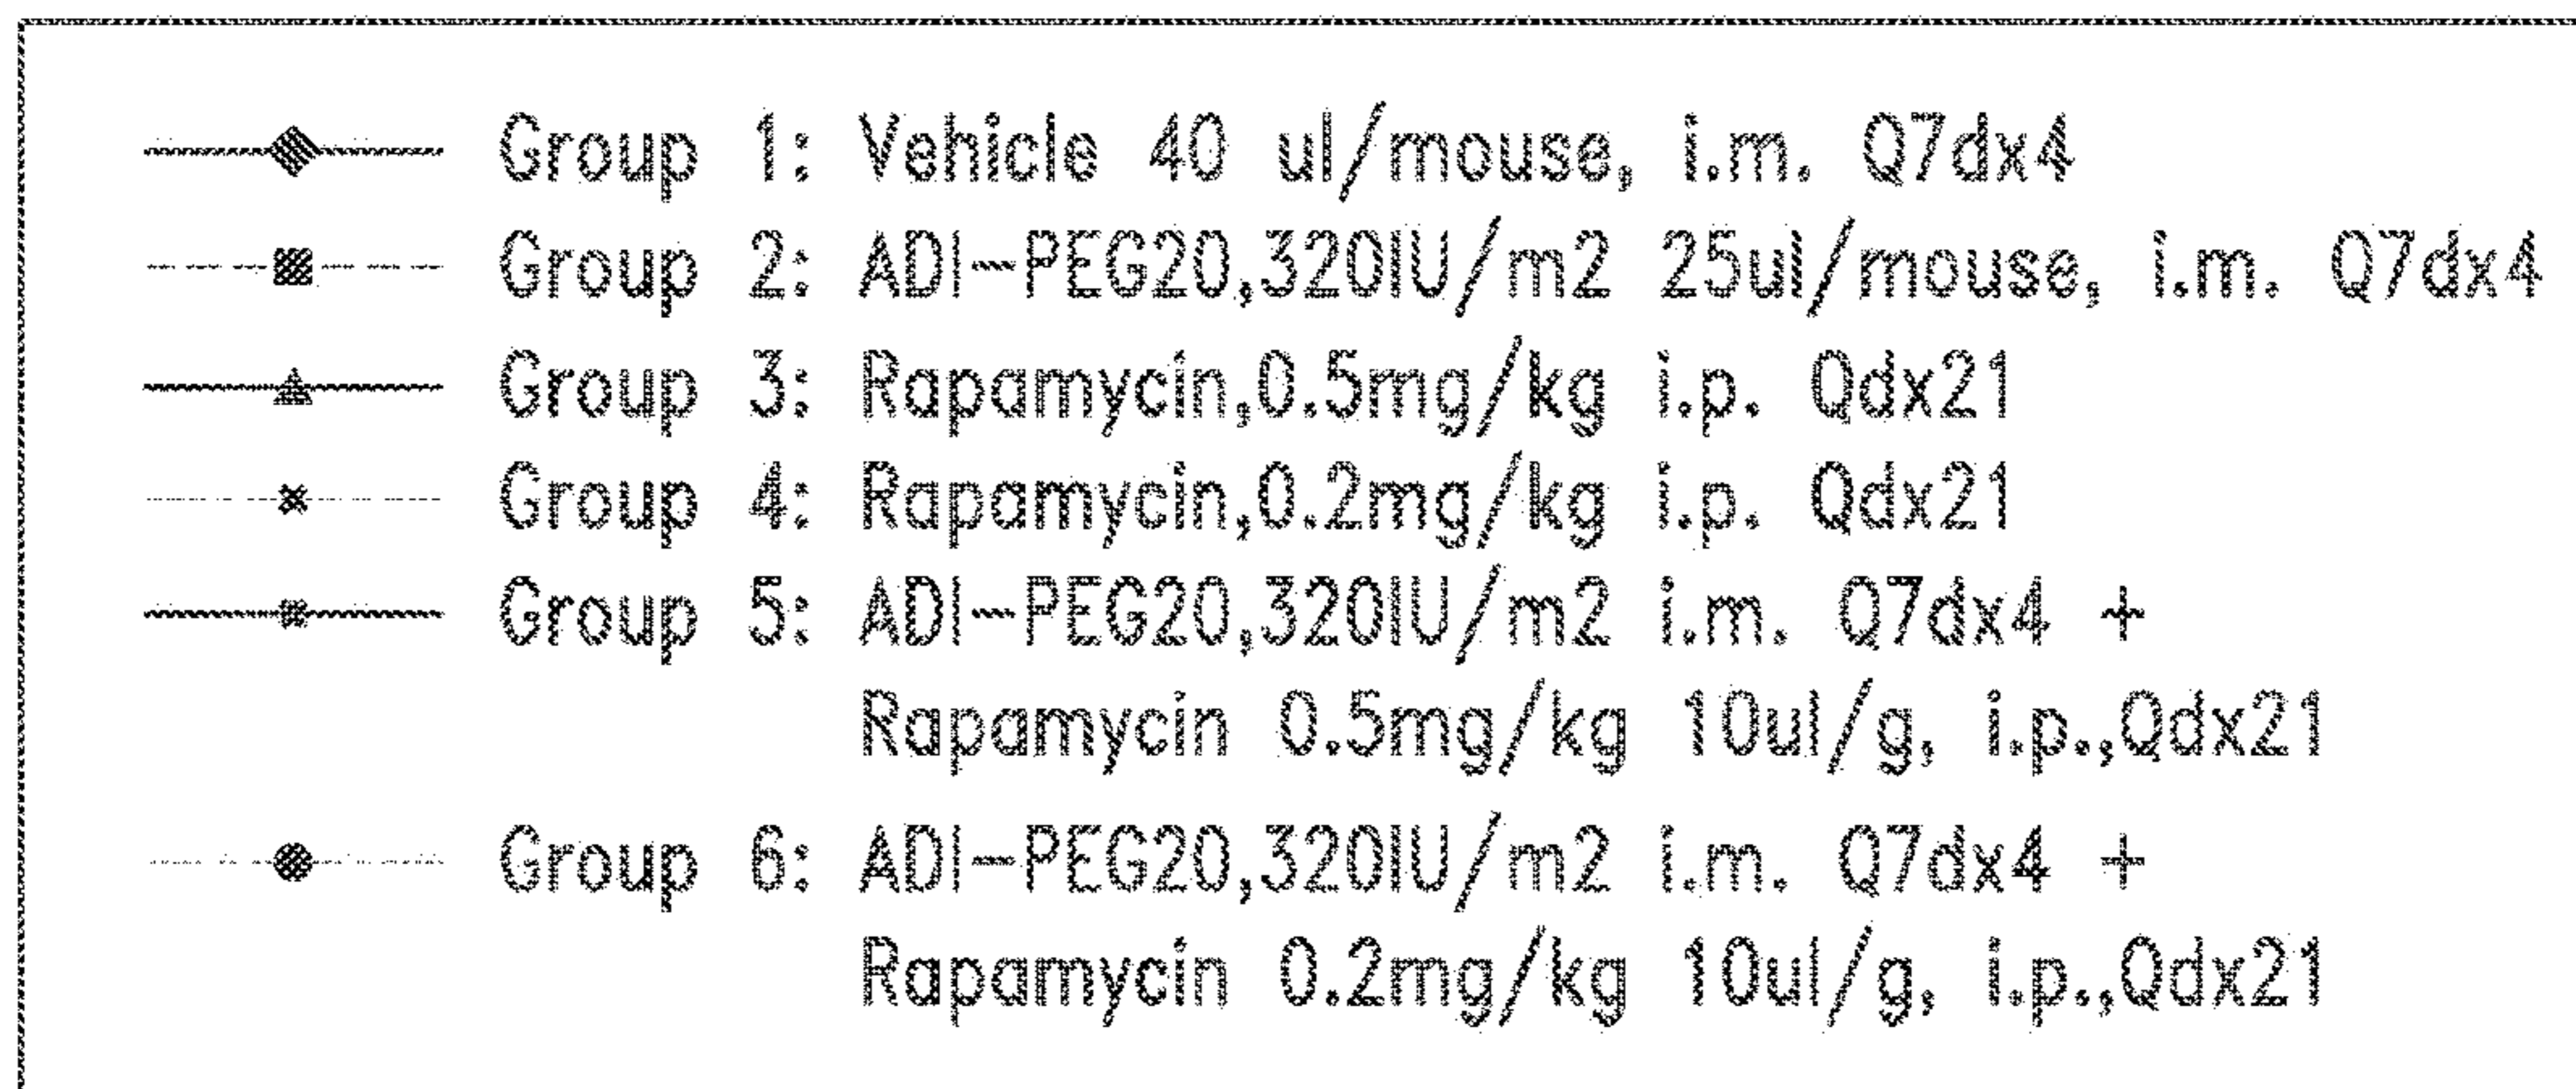 Group 1: Vehicle 40 ul/mouse, i.m. Q7dx4
Group 2: ADI-PEG20,320IU/m2 25ul/mouse, i.m. Q7dx4
Group 3: Rapamycin,0.5mg/kg i.p. Qdx21
Group 4: Rapamycin,0.2mg/kg i.p. Qdx21
Group 5: ADI-PEG20,320IU/m2 i.m. Q7dx4 +
Rapamycin 0.5mg/kg 10ul/g, i.p.,Qdx21
Group 6: ADI-PEG20,320IU/m2 i.m. Q7dx4 +
Rapamycin 0.2mg/kg 10ul/g, i.p.,Qdx21